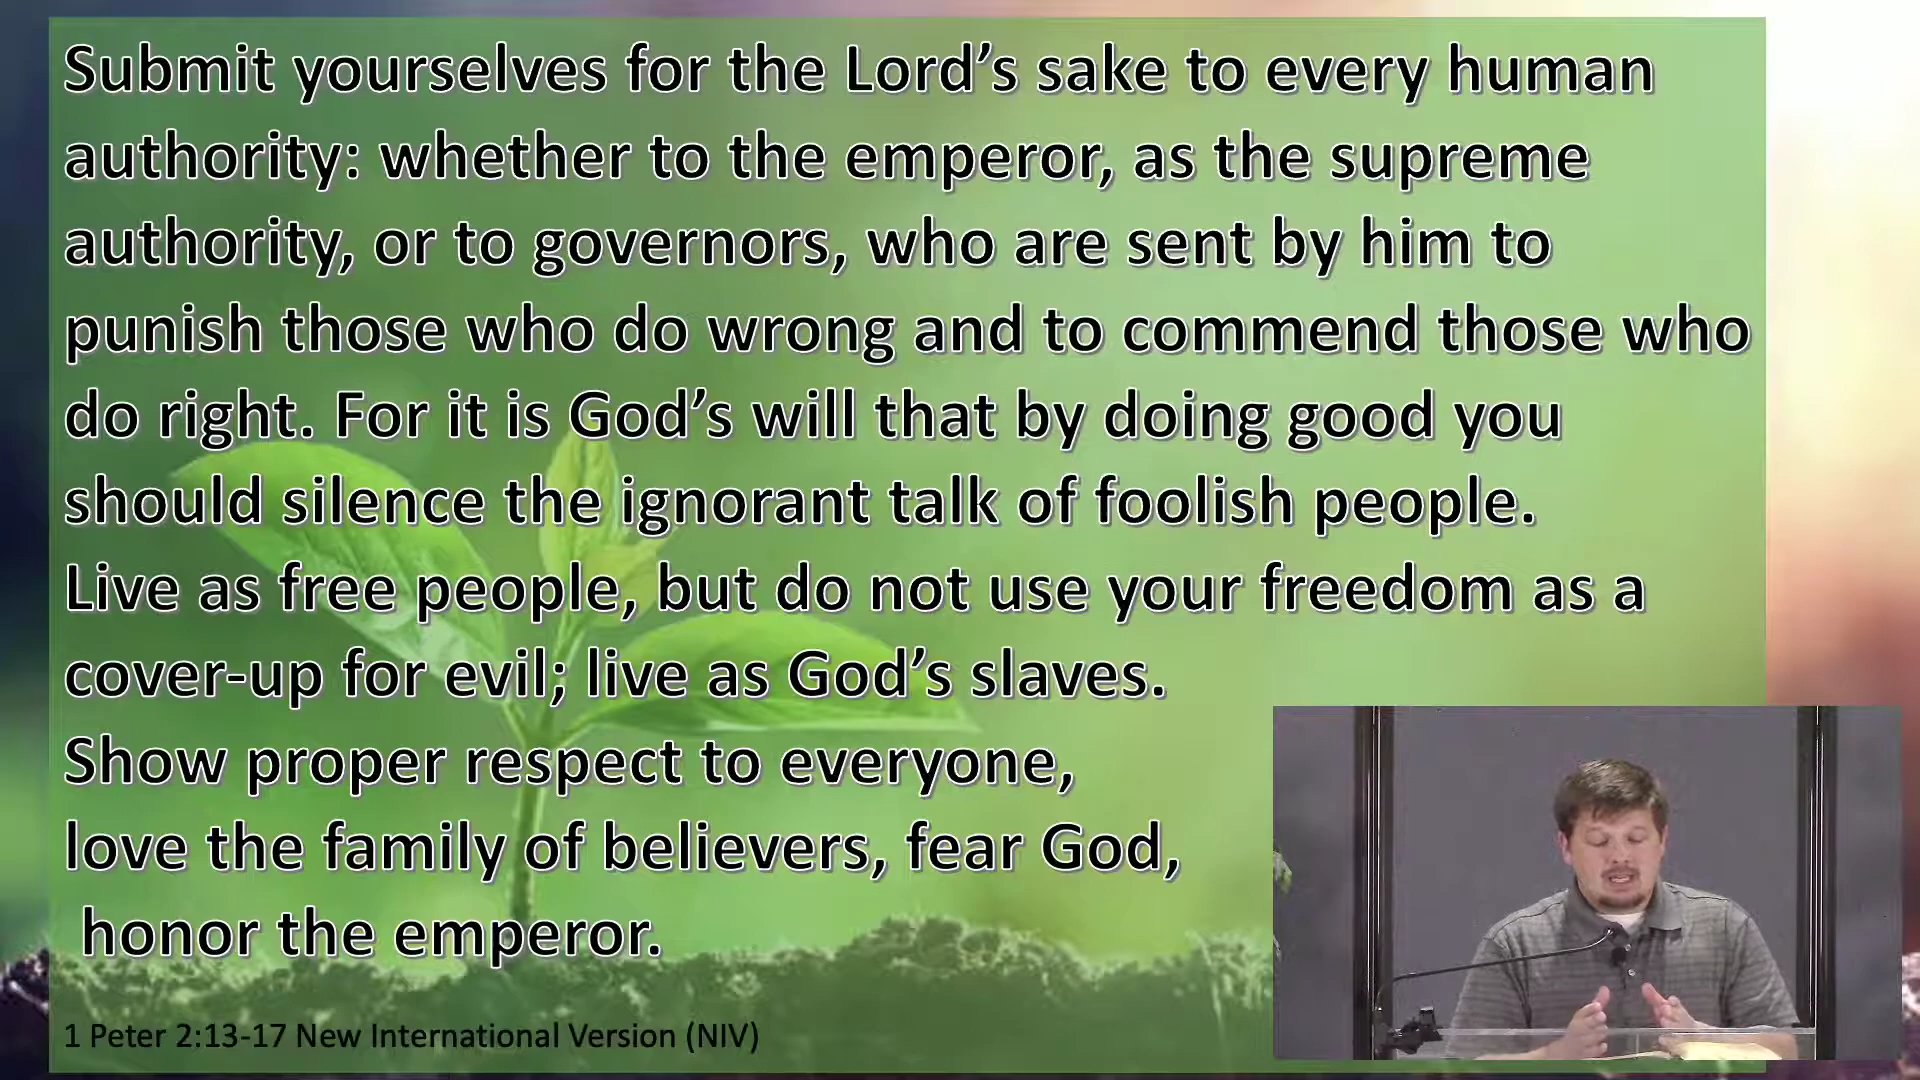 Submit yourselves for the Lord’s sake to every human
authority: whether to the emperor, as the supreme
authority, or to governors, who are sent by him to
punish those who do wrong and to commend those who
do right. For it is God’s will that by doing good you
should silence the ignorant talk of foolish people.
Live as free people, but do not use your freedom as a
cover-up for evil; live as God’s slaves.
Show proper respect to everyone,
love the family of believers, fear God,
honor the emperor.
1 Peter 2:13-17 New International Version (NIV)